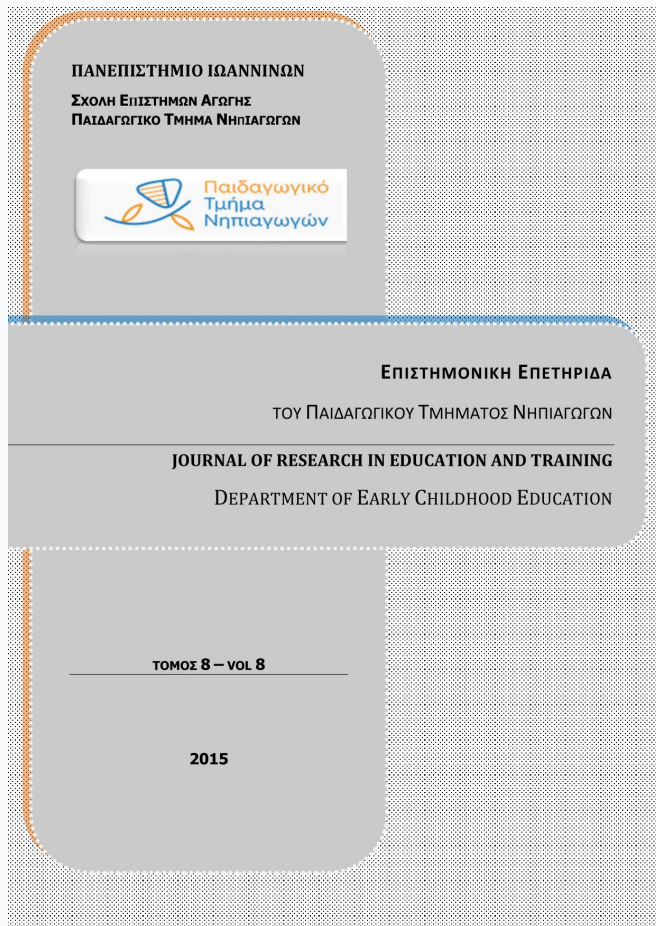 ΠΑΝΕΠΙΣΤΗΜΙΟ ΙΩΑΝΝΙΝΩΝ
ΣΧΟΛΗ ΕΠΙΣΤΗΜΩΝ ΑΓΩΓΗΣ
ΠΑΙΔΑΓΩΓΙΚΟ ΤΜΗΜΑ ΝΗΠΙΑΓΩΓΩΝ
Παιδαγωγικό
Τμήμα
Νηπιαγωγών
ΕΠΙΣΤΗΜΟΝΙΚΗ ΕΠΕΤΗΡΙΔΑ
ΤΟΥ ΠΑΙΔΑΓΩΓΙΚΟΥ ΤΜΗΜΑΤΟΣ ΝΗΠΙΑΓΩΓΩΝ
JOURNAL OF RESEARCH IN EDUCATION AND TRAINING
DEPARTMENT OF EARLY CHILDHOOD EDUCATION
ΤΟΜΟΣ 8 – VOL 8
2015